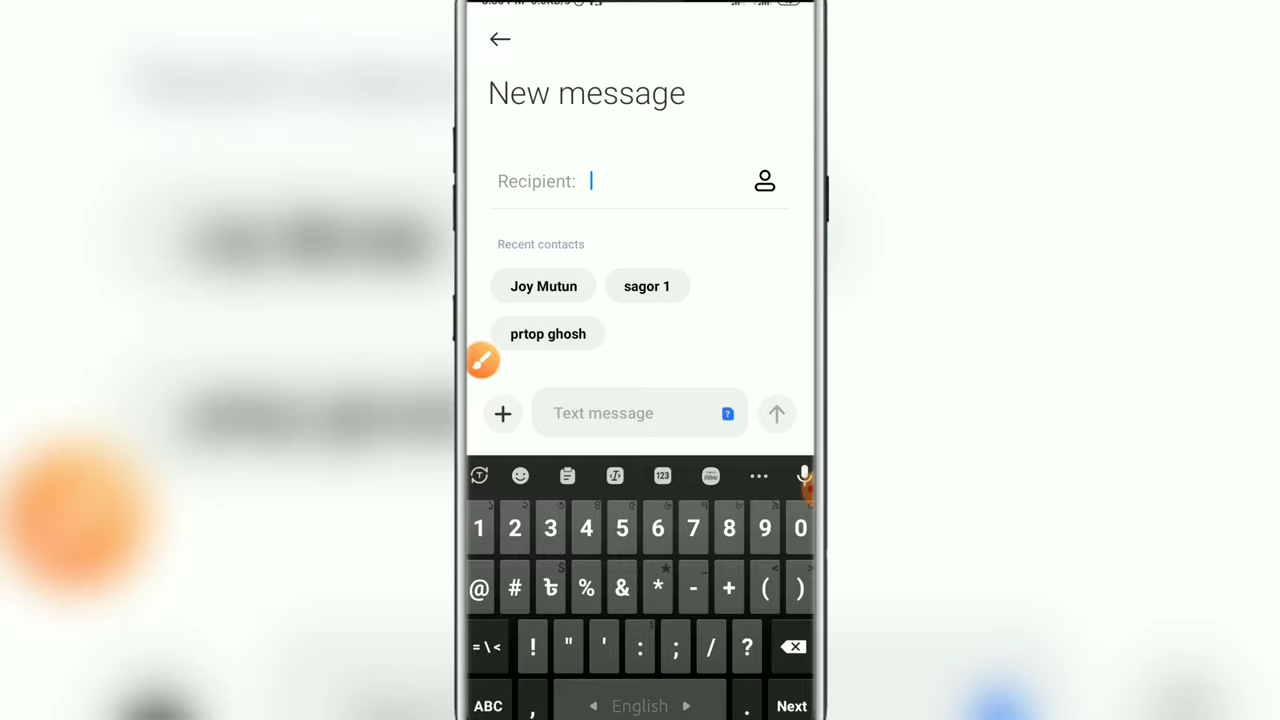 New message
Recipient:
Recent contacts
Joy Mutun
sagor 1
prtop ghosh
Text message
?
123
1 2 3 4 5 6 7 8 9 0
@ # ৳ % & * - + ( )
=\< ! " ' : ; / ?
ABC , English . Next